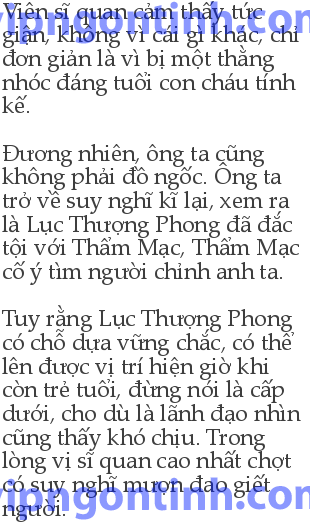 Viên sĩ quan cảm thấy tức
giận, không vì cái gì khác, chỉ
đơn giản là vì bị một thằng
nhóc đáng tuổi con cháu tính
kế.
Đương nhiên, ông ta cũng
không phải đồ ngốc. Ông ta
trở về suy nghĩ kĩ lại, xem ra
là Lục Thượng Phong đã đắc
tội với Thẩm Mạc, Thẩm Mạc
cố ý tìm người chỉnh anh ta.
Tuy rằng Lục Thượng Phong
có chỗ dựa vững chắc, có thể
lên được vị trí hiện giờ khi
còn trẻ tuổi, đừng nói là cấp
dưới, cho dù là lãnh đạo nhìn
cũng thấy khó chịu. Trong
lòng vị sĩ quan cao nhất chợt
có suy nghĩ mượn đao giết
người.